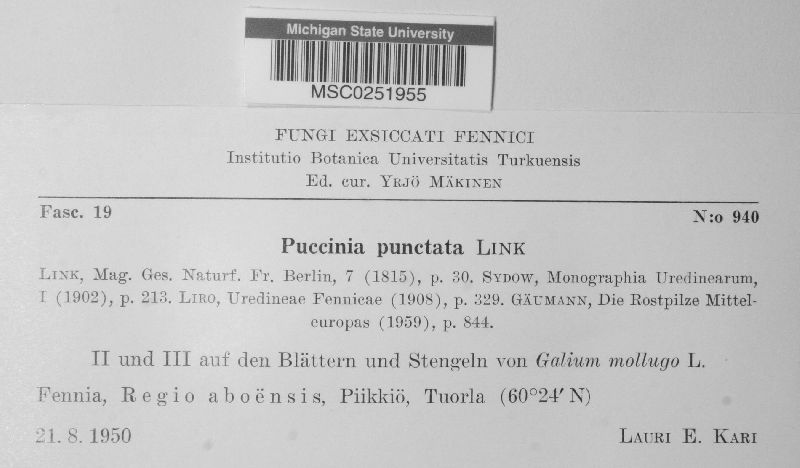 Michigan State University
MSC0251955
FUNGI EXSICCATI FENNICI
Institutio Botanica Universitatis Turkuensis
Ed. cur. YRJÖ MÄKINEN
Fasc. 19
N:o 940
Puccinia punctata LINK
LINK, Mag. Ges. Naturf. Fr. Berlin, 7 (1815), p. 30. SYDOW, Monographia Uredinearum,
I (1902), p. 213. LIRO, Uredineae Fennicae (1908), p. 329. GÄUMANN, Die Rostpilze Mittel-
europas (1959), p. 844.
II und III auf den Blättern und Stengeln von Galium mollugo L.
Fennia, Regio aboënsis, Piikkiö, Tuorla (60°24′ N)
21. 8. 1950
LAURI E. KARI